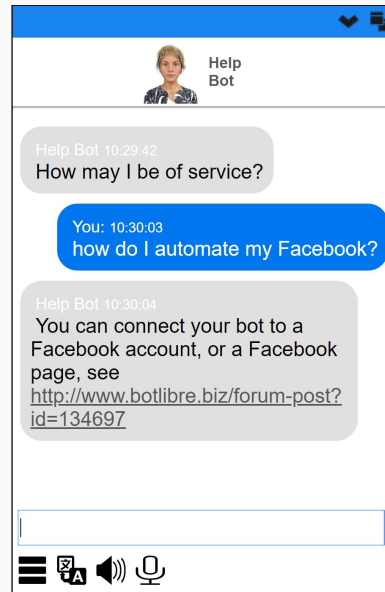 Help
Bot
Help Bot 10:29:42
How may I be of service?
You: 10:30:03
how do I automate my Facebook?
Help Bot 10:30:04
You can connect your bot to a
Facebook account, or a Facebook
page, see
http://www.botlibre.biz/forum-post?
id=134697
文
A